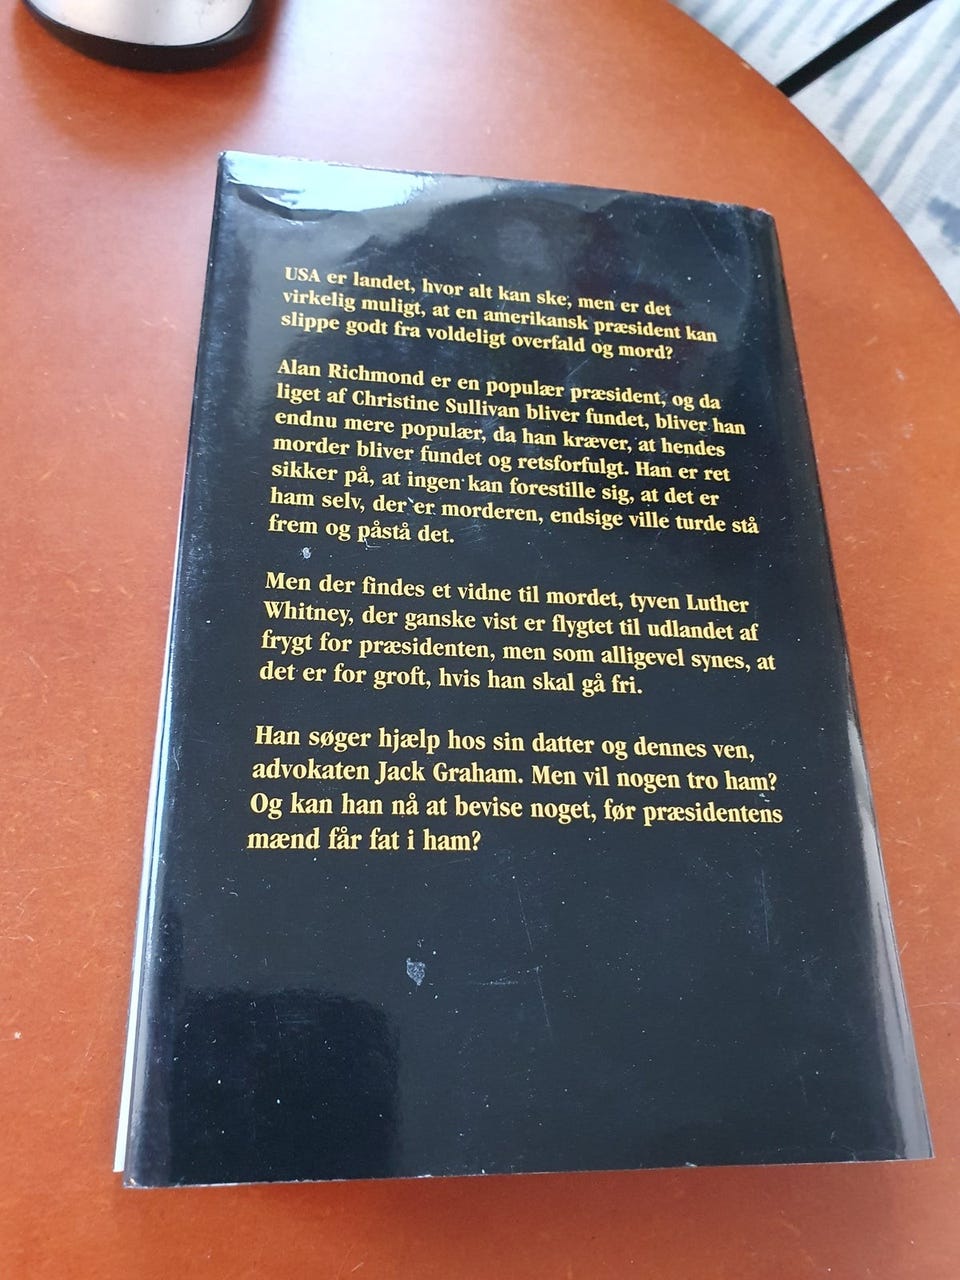 USA er landet, hvor alt kan ske, men er det
virkelig muligt, at en amerikansk præsident kan
slippe godt fra voldeligt overfald og mord?
Alan Richmond er en populær præsident, og da
liget af Christine Sullivan bliver fundet, bliver han
endnu mere populær, da han kræver, at hendes
morder bliver fundet og retsforfulgt. Han er ret
sikker på, at ingen kan forestille sig, at det er
ham selv, der er morderen, endsige ville turde stå
frem og påstå det.
Men der findes et vidne til mordet, tyven Luther
Whitney, der ganske vist er flygtet til udlandet af
frygt for præsidenten, men som alligevel synes, at
det er for groft, hvis han skal gå fri.
Han søger hjælp hos sin datter og dennes ven,
advokaten Jack Graham. Men vil nogen tro ham?
Og kan han nå at bevise noget, før præsidentens
mænd får fat i ham?